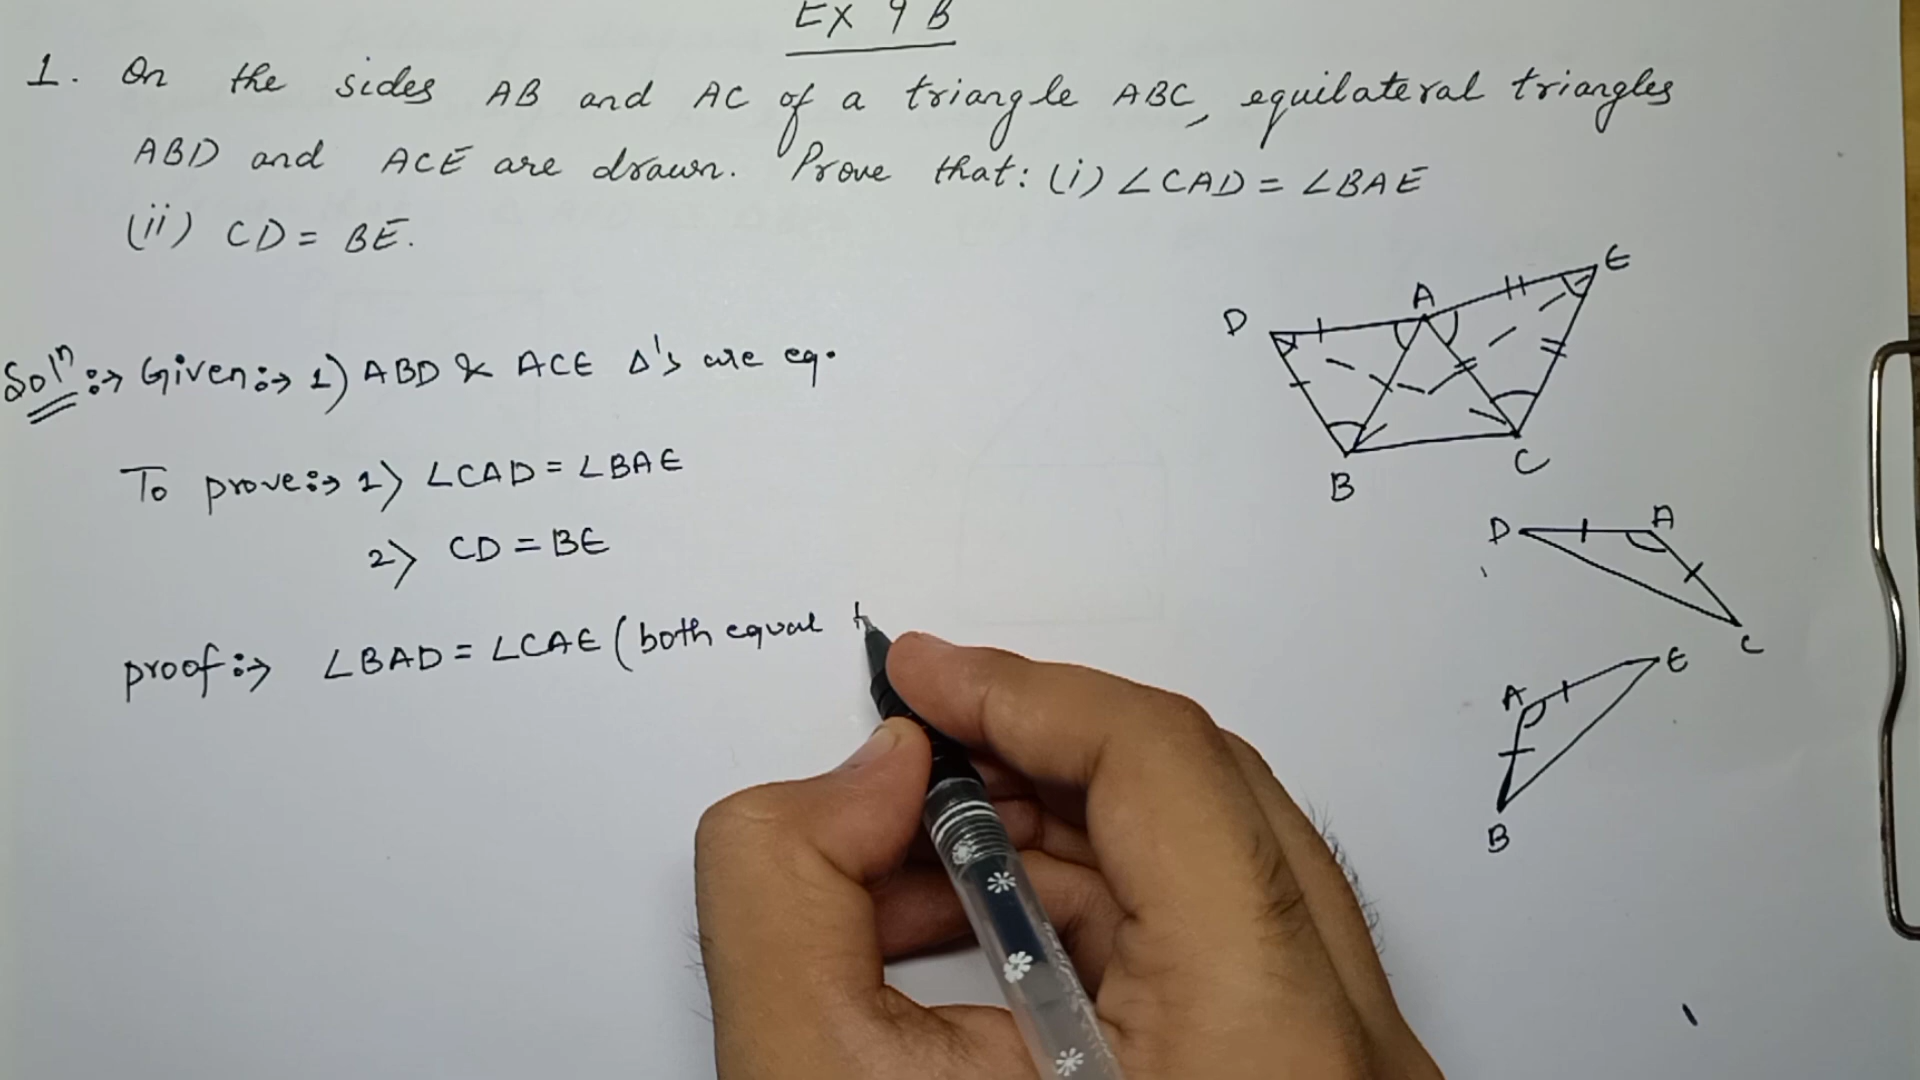 Ex 9 B
1. On the sides AB and AC of a triangle ABC, equilateral triangles
ABD and ACE are drawn. Prove that: (i) ∠CAD = ∠BAE
(ii) CD = BE.
Solⁿ:→ Given:→ 1) ABD & ACE Δ's are eq.
To prove:→ 1) ∠CAD = ∠BAE
2) CD = BE
proof:→ ∠BAD = ∠CAE (both equal
D A E
B C
D A
C
A E
B